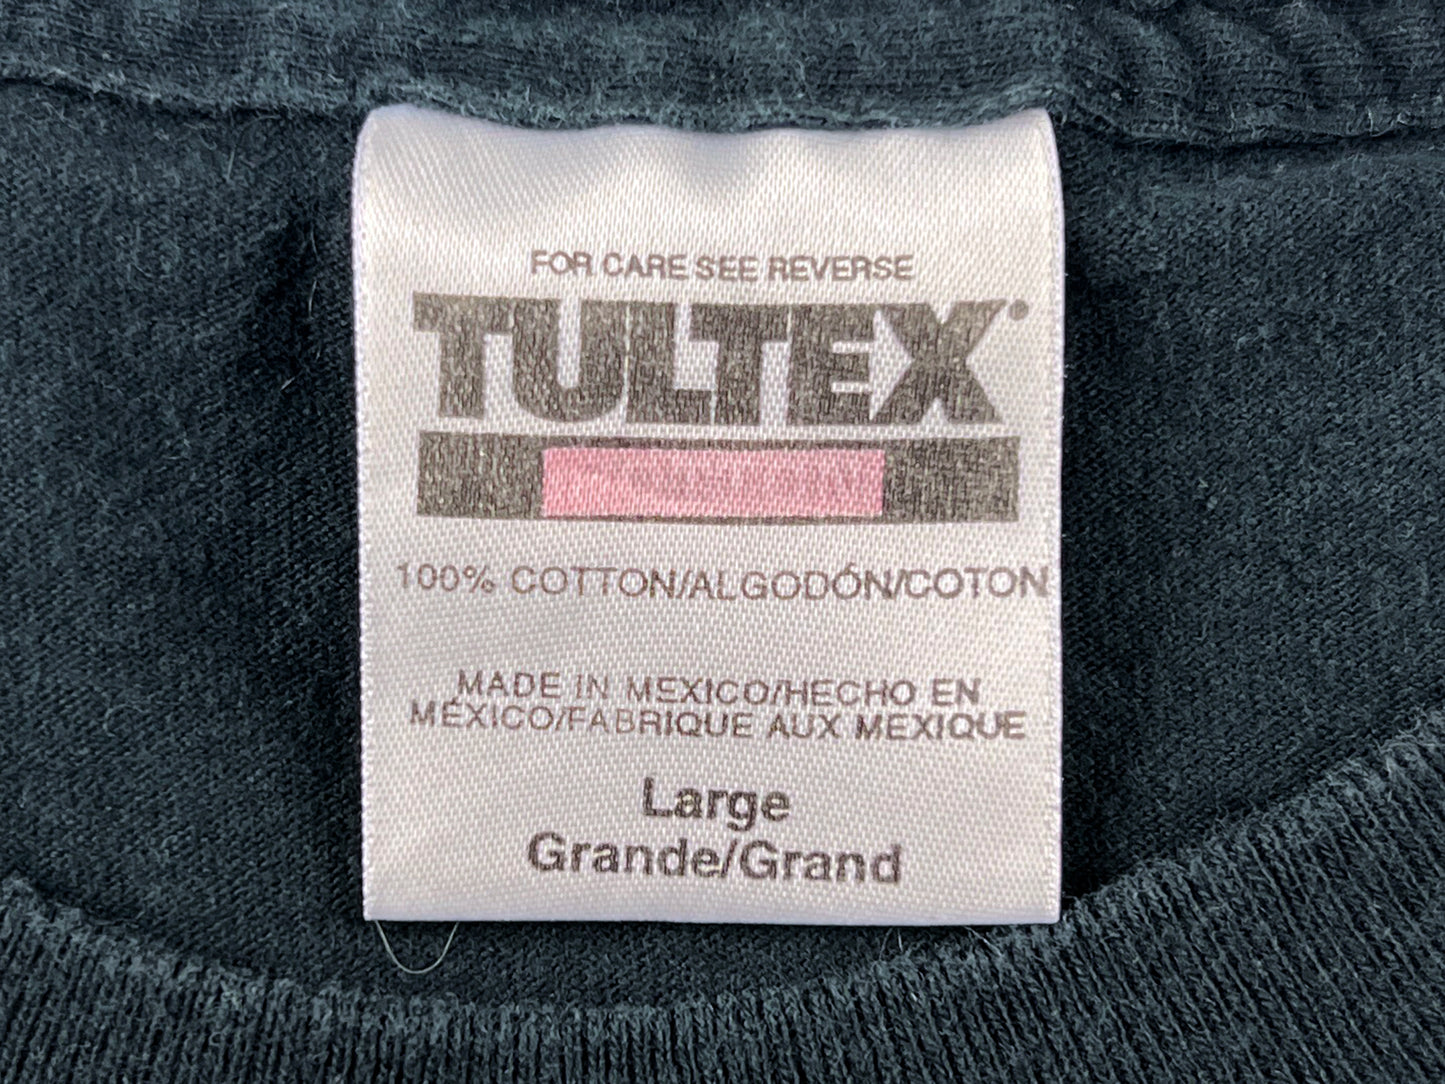 FOR CARE SEE REVERSE
TULTEX®
100% COTTON/ALGODÓN/COTON
MADE IN MEXICO/HECHO EN
MÉXICO/FABRIQUE AUX MEXIQUE
Large
Grande/Grand